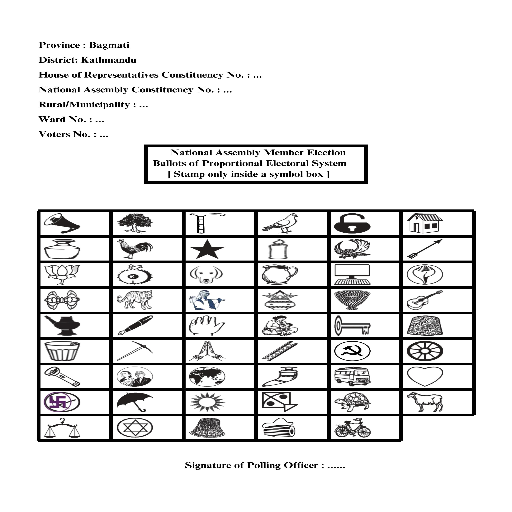 Province : Bagmati
District: Kathmandu
House of Representatives Constituency No. : ...
National Assembly Constituency No. : ...
Rural/Municipality : ...
Ward No. : ...
Voters No. : ...
National Assembly Member Election
Ballots of Proportional Electoral System
[ Stamp only inside a symbol box ]
Signature of Polling Officer : ......